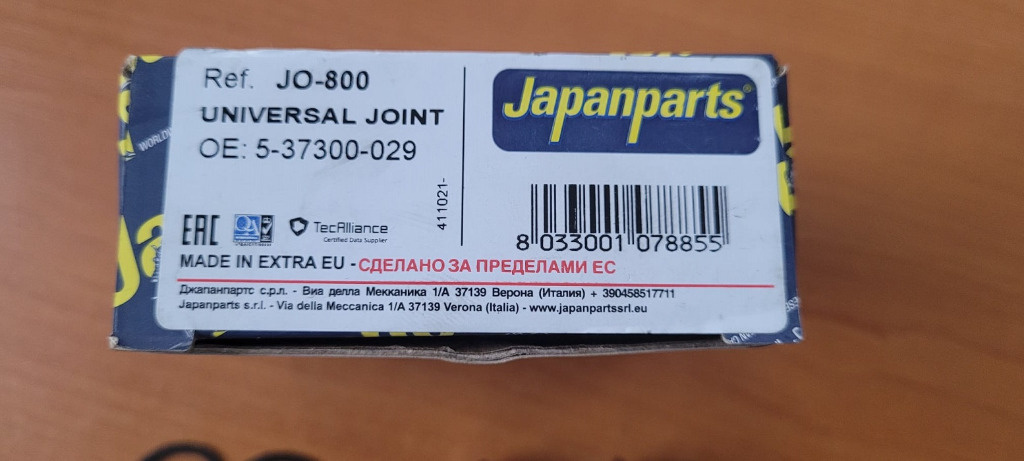 Ref. JO-800
UNIVERSAL JOINT
OE: 5-37300-029
411021-
Japanparts®
8 033001 078855
EAC
QA
TecAlliance
Certified Data Supplier
MADE IN EXTRA EU - СДЕЛАНО ЗА ПРЕДЕЛАМИ ЕС
Джапанпартс с.р.л. - Виа делла Мекканика 1/А 37139 Верона (Италия) + 390458517711
Japanparts s.r.l. - Via della Meccanica 1/A 37139 Verona (Italia) - www.japanpartssrl.eu